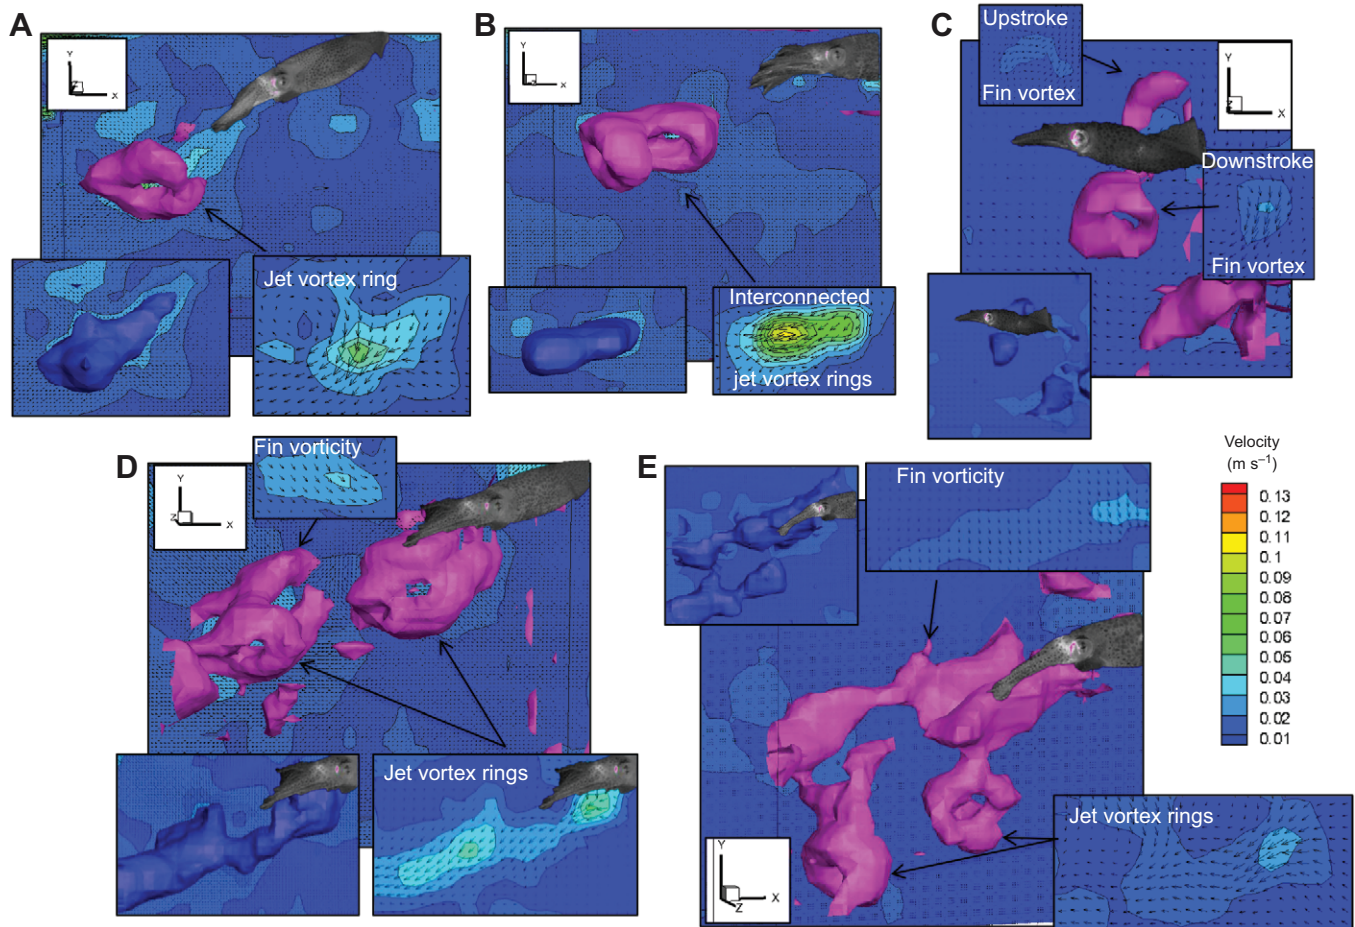 A
Y
Z
X
Jet vortex ring
B
Y
X
Interconnected
jet vortex rings
C
Upstroke
Fin vortex
Y
Z
X
Downstroke
Fin vortex
D
Fin vorticity
Y
Z
X
Jet vortex rings
E
Fin vorticity
Y
Z
X
Jet vortex rings
Velocity
(m s⁻¹)
0.13
0.12
0.11
0.1
0.09
0.08
0.07
0.06
0.05
0.04
0.03
0.02
0.01